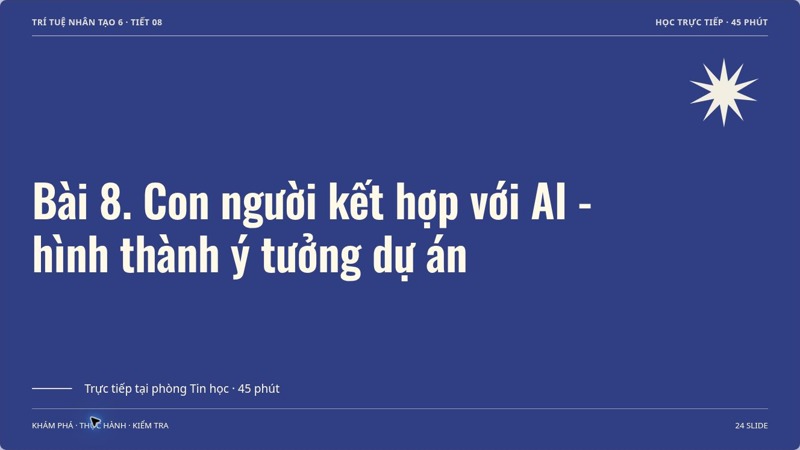 TRÍ TUỆ NHÂN TẠO 6 · TIẾT 08
HỌC TRỰC TIẾP · 45 PHÚT
Bài 8. Con người kết hợp với AI -
hình thành ý tưởng dự án
Trực tiếp tại phòng Tin học · 45 phút
KHÁM PHÁ · THỰC HÀNH · KIỂM TRA
24 SLIDE